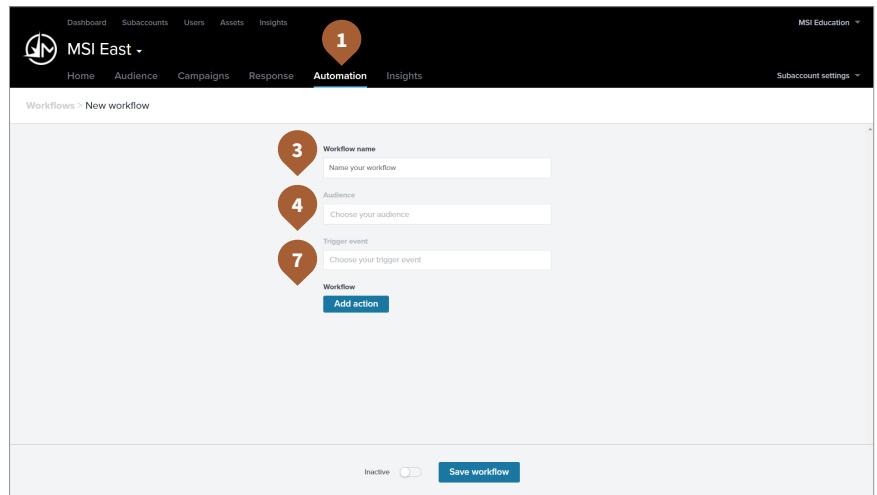 Dashboard Subaccounts Users Assets Insights MSI Education
MSI East
1
Home Audience Campaigns Response Automation Insights Subaccount settings
Workflows > New workflow
3
Workflow name
Name your workflow
4
Audience
Choose your audience
7
Trigger event
Choose your trigger event
Workflow
Add action
Inactive Save workflow